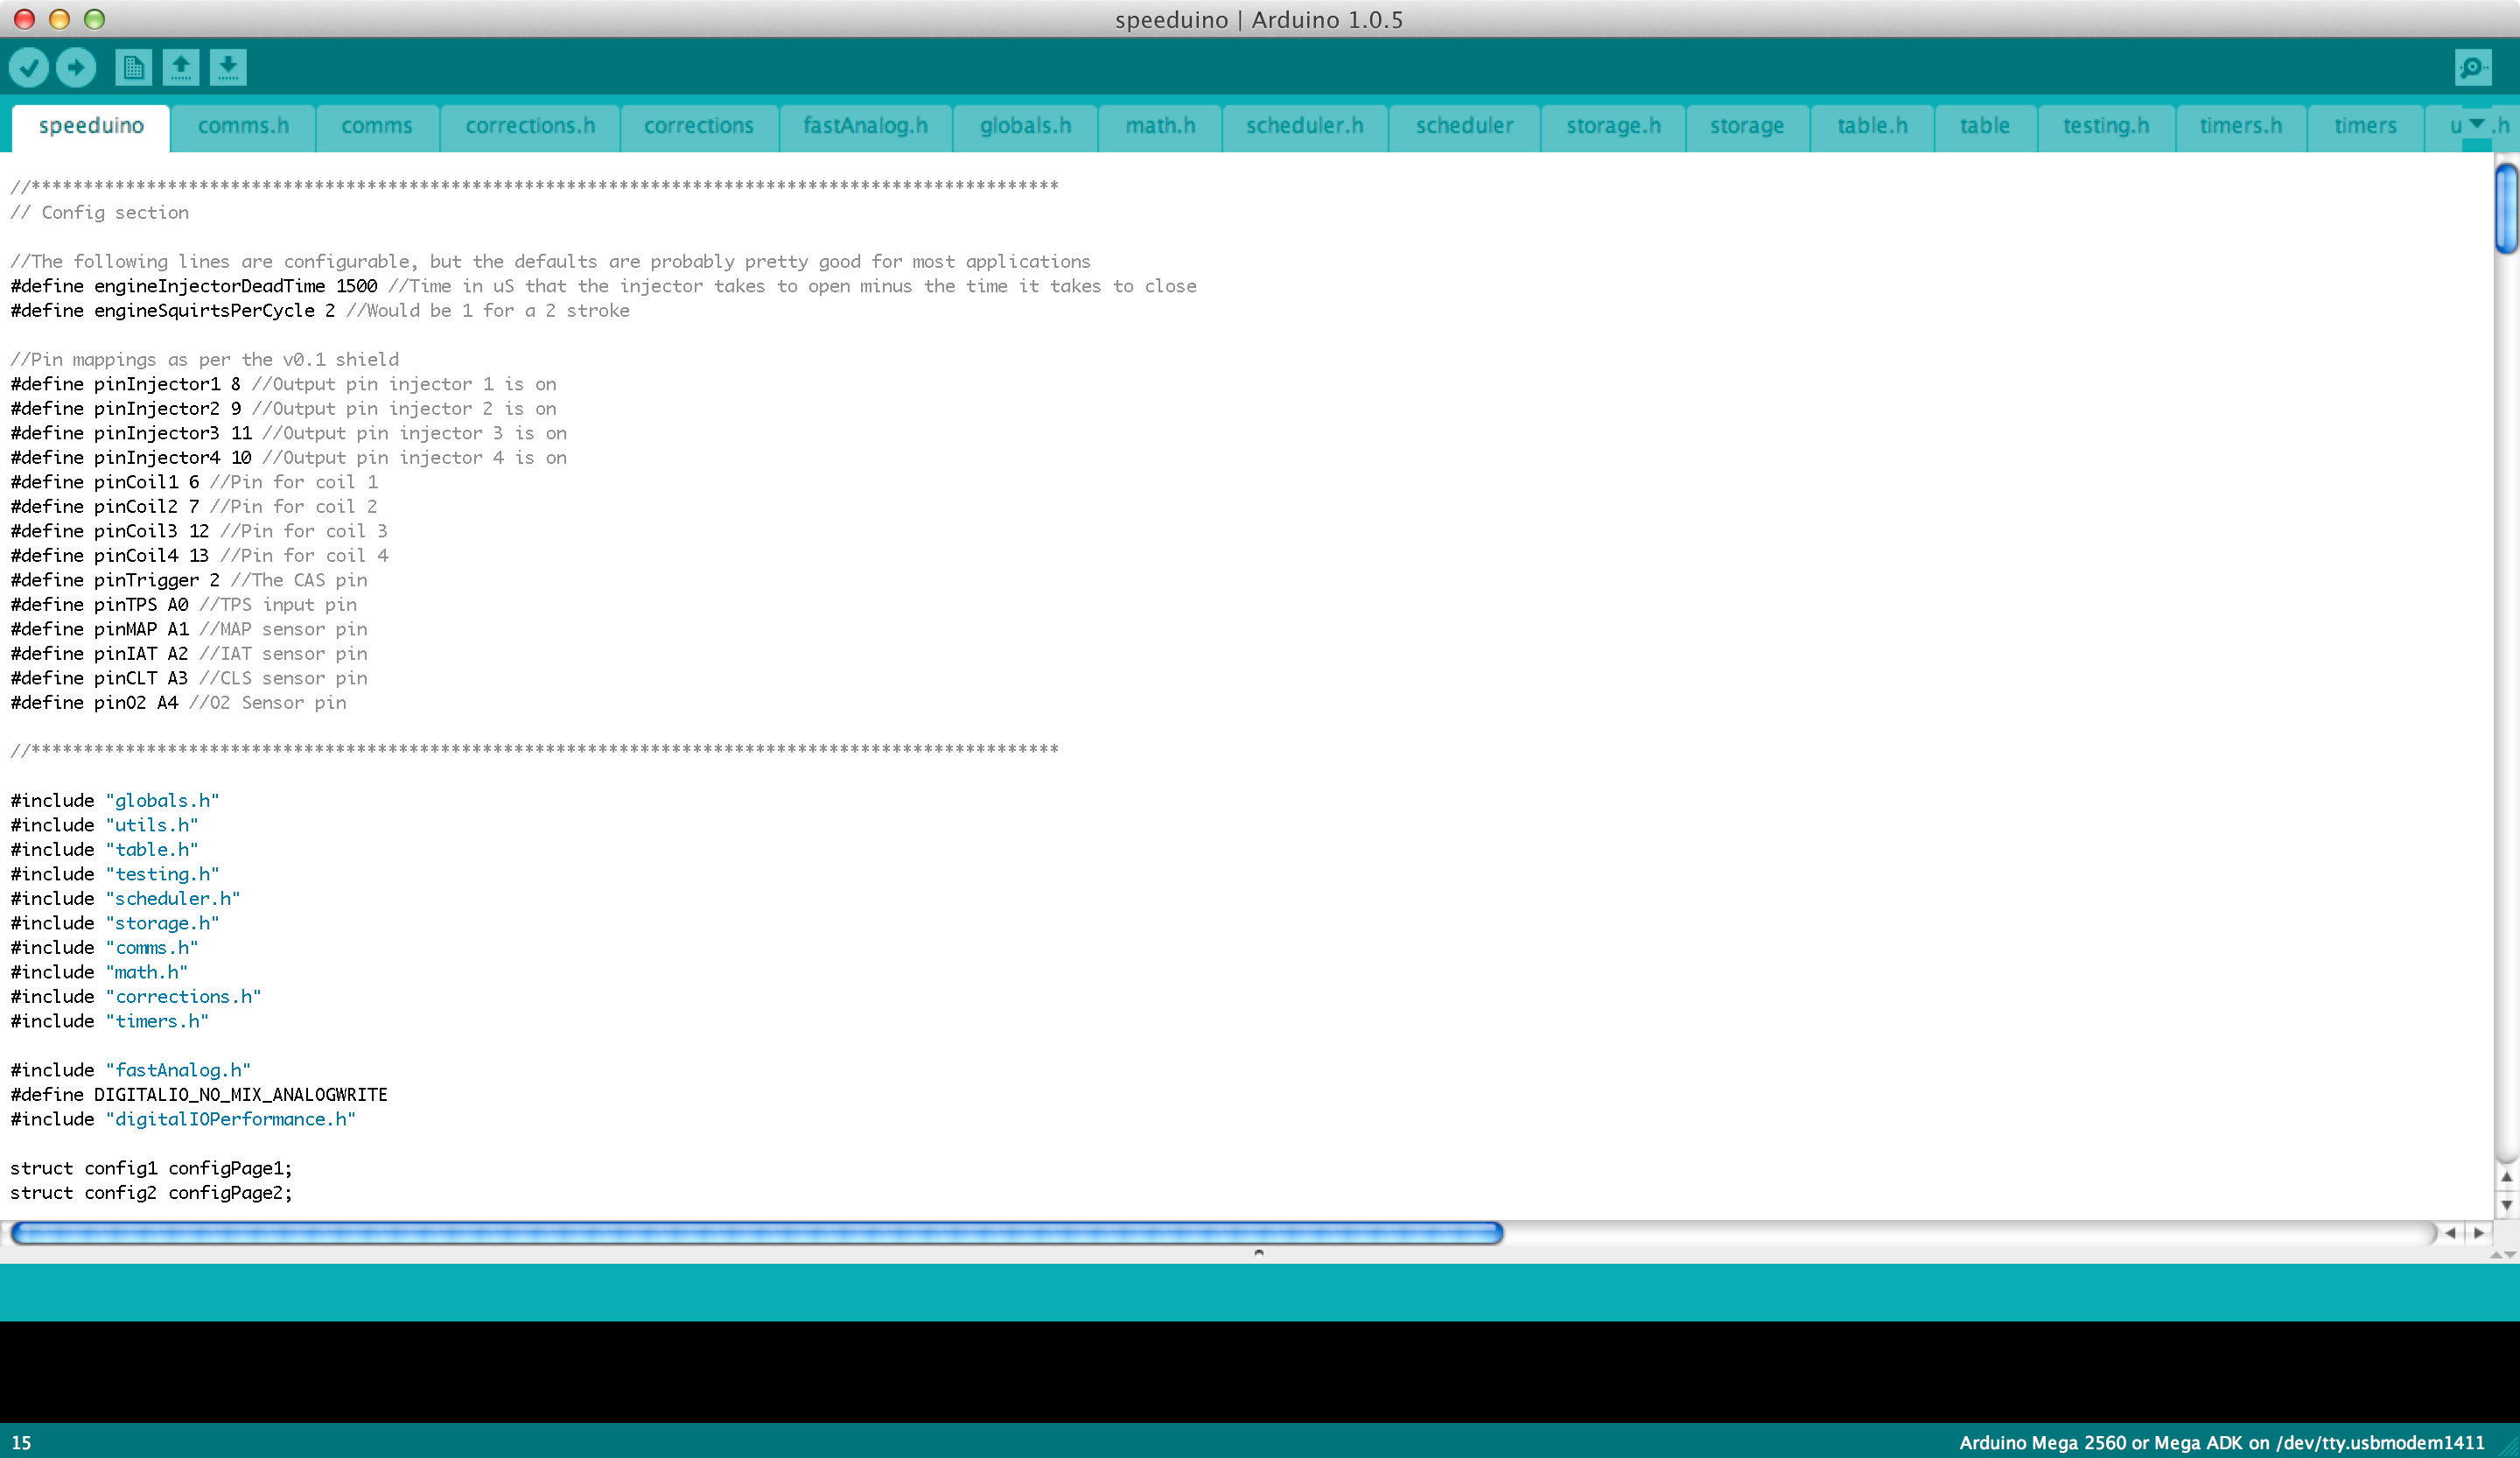 speeduino | Arduino 1.0.5
speeduino comms.h comms corrections.h corrections fastAnalog.h globals.h math.h scheduler.h scheduler storage.h storage table.h table testing.h timers.h timers u .h
//**************************************************************************************************
// Config section
//The following lines are configurable, but the defaults are probably pretty good for most applications
#define engineInjectorDeadTime 1500 //Time in uS that the injector takes to open minus the time it takes to close
#define engineSquirtsPerCycle 2 //Would be 1 for a 2 stroke
//Pin mappings as per the v0.1 shield
#define pinInjector1 8 //Output pin injector 1 is on
#define pinInjector2 9 //Output pin injector 2 is on
#define pinInjector3 11 //Output pin injector 3 is on
#define pinInjector4 10 //Output pin injector 4 is on
#define pinCoil1 6 //Pin for coil 1
#define pinCoil2 7 //Pin for coil 2
#define pinCoil3 12 //Pin for coil 3
#define pinCoil4 13 //Pin for coil 4
#define pinTrigger 2 //The CAS pin
#define pinTPS A0 //TPS input pin
#define pinMAP A1 //MAP sensor pin
#define pinIAT A2 //IAT sensor pin
#define pinCLT A3 //CLS sensor pin
#define pinO2 A4 //O2 Sensor pin
//**************************************************************************************************
#include "globals.h"
#include "utils.h"
#include "table.h"
#include "testing.h"
#include "scheduler.h"
#include "storage.h"
#include "comms.h"
#include "math.h"
#include "corrections.h"
#include "timers.h"
#include "fastAnalog.h"
#define DIGITALIO_NO_MIX_ANALOGWRITE
#include "digitalIOPerformance.h"
struct config1 configPage1;
struct config2 configPage2;
15
Arduino Mega 2560 or Mega ADK on /dev/tty.usbmodem1411